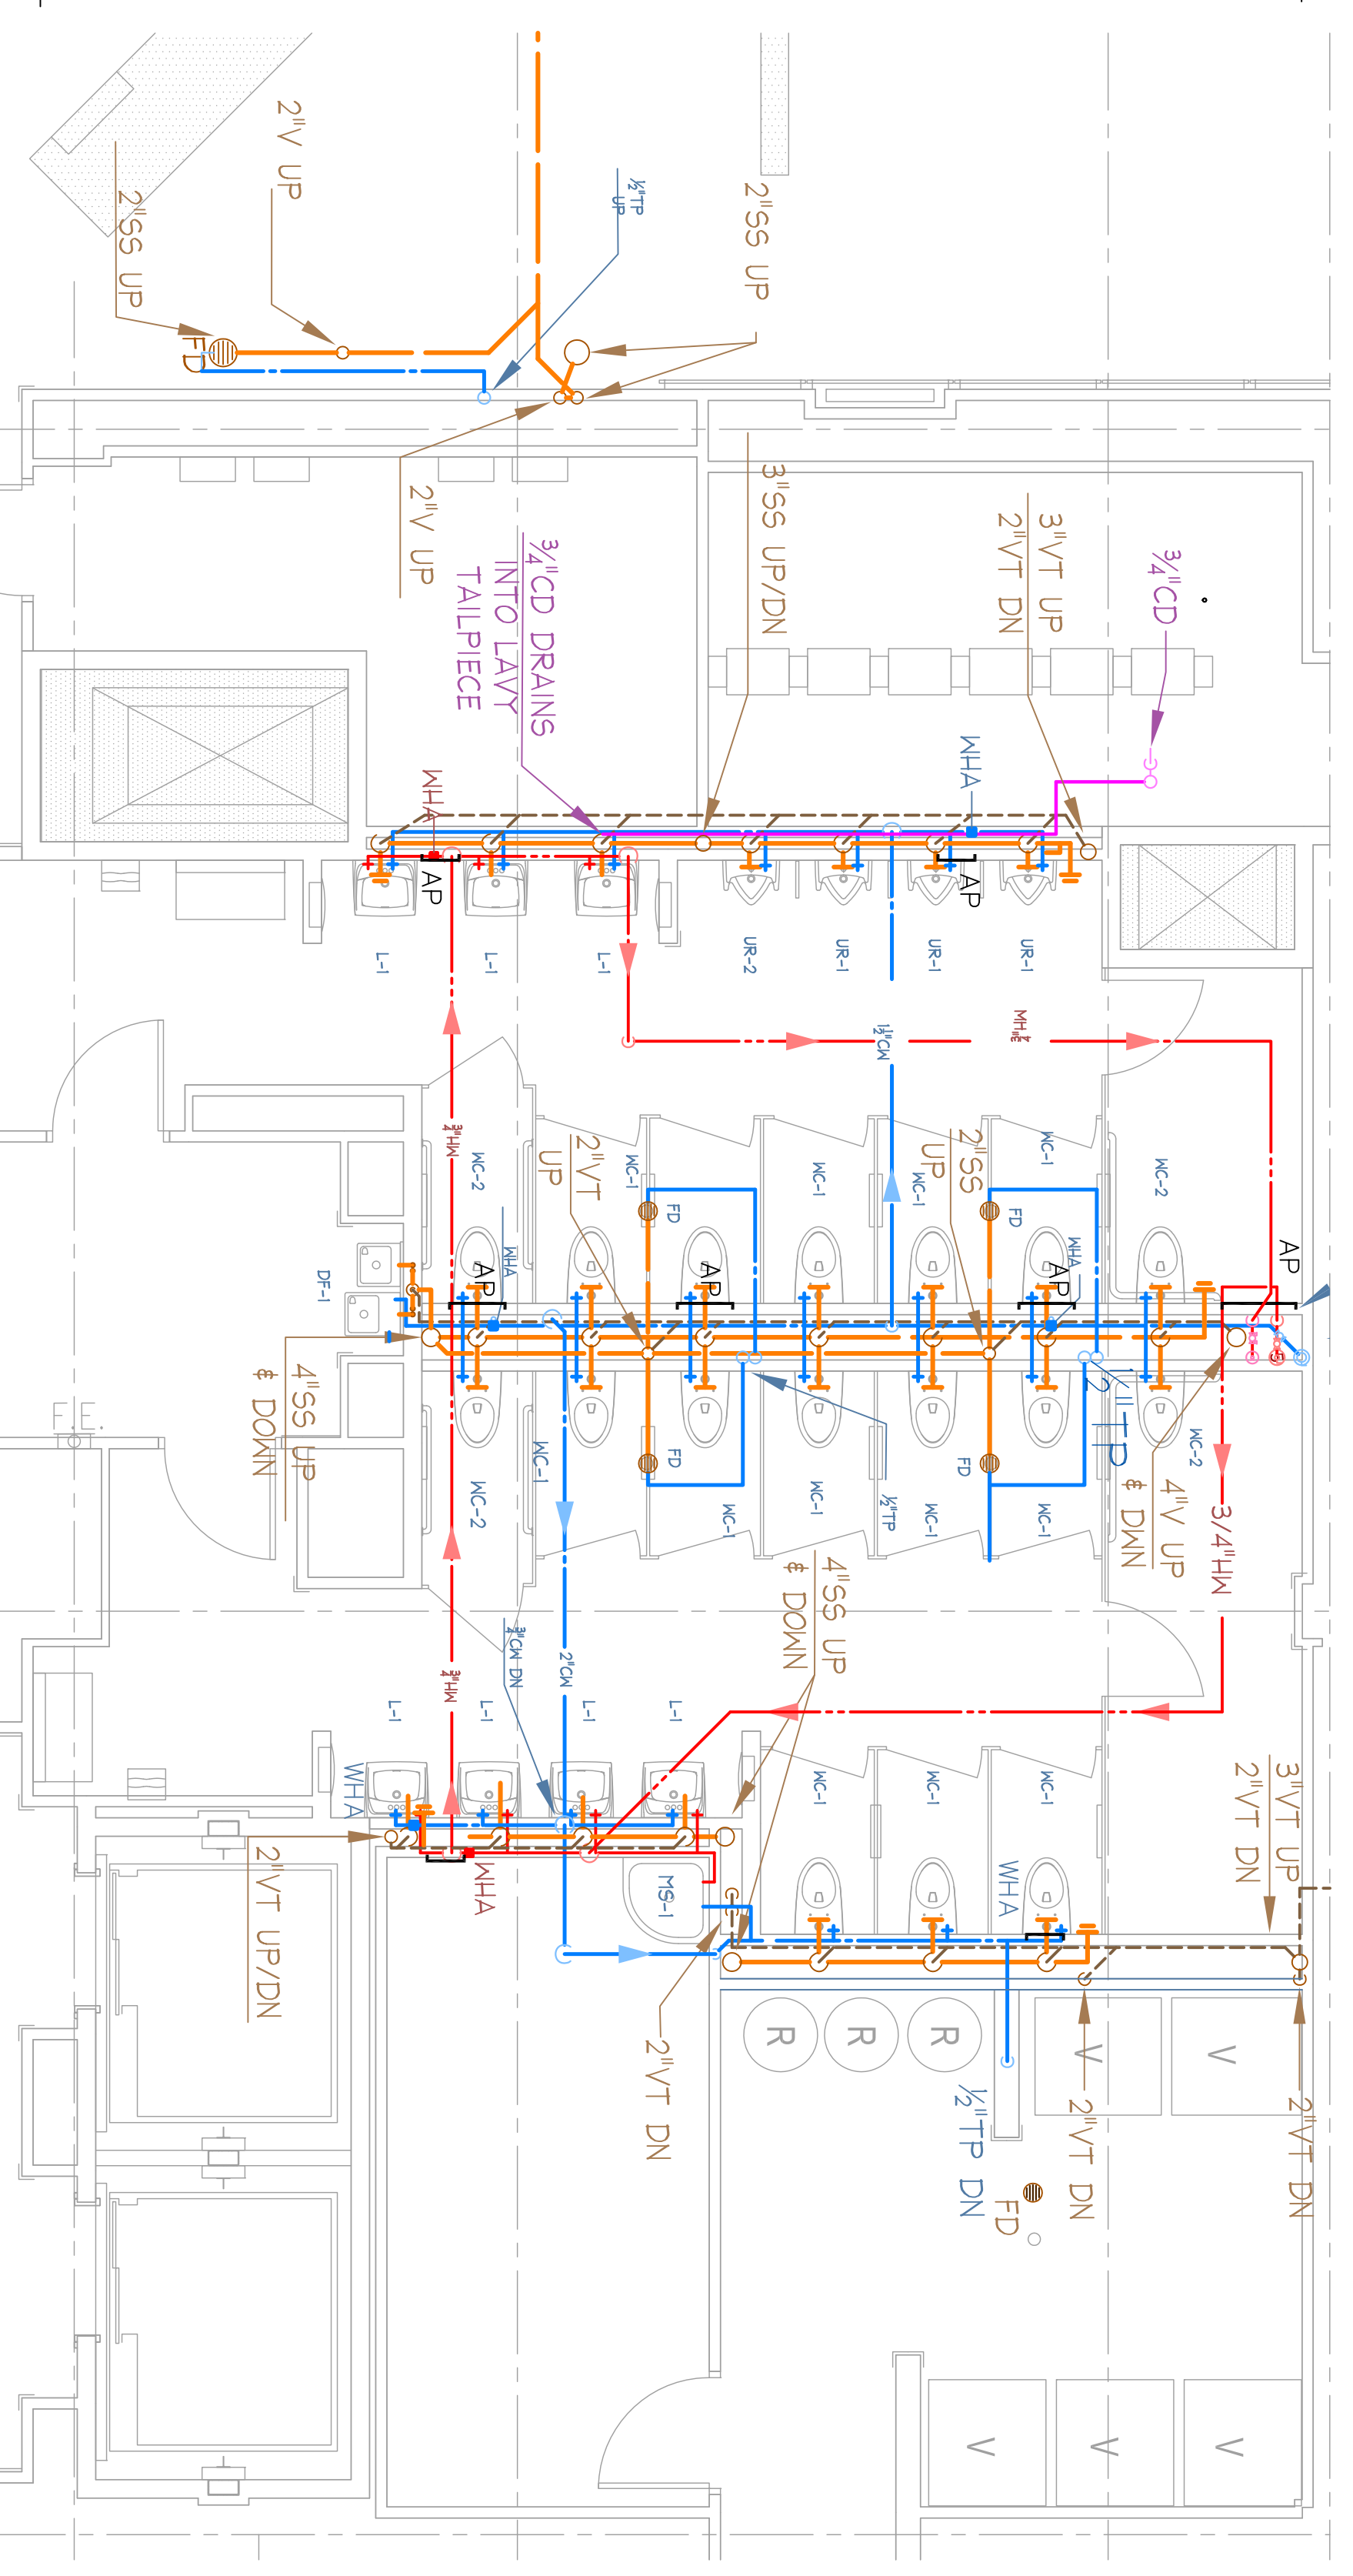 2"V UP
2"SS UP
½"TP
UP
2"SS UP
FD
2"V UP
¾"CD DRAINS
INTO LAVY
TAILPIECE
3"SS UP/DN
3"VT UP
2"VT DN
¾"CD
WHA
WHA
AP
AP
L-1
L-1
L-1
UR-2
UR-1
UR-1
UR-1
1½"CW
¾"HW
WC-2
2"VT
UP
WC-1
FD
WC-1
WC-1
2"SS
UP
FD
WC-1
WC-2
¾"HW
WHA
AP
AP
WHA
AP
AP
DF-1
4"SS UP
& DOWN
F.E.
WC-2
WC-1
FD
WC-1
WC-1
½"TP
WC-1
FD
WC-1
1/2"TP
WC-2
4"V UP
& DWN
3/4"HW
¾"HW
¾"CW DN
2"CW
4"SS UP
& DOWN
L-1
L-1
L-1
L-1
WHA
WHA
MS-1
WC-1
WC-1
WC-1
WHA
3"VT UP
2"VT DN
2"VT UP/DN
2"VT DN
R
R
R
V
V
½"TP DN
FD
2"VT DN
2"VT DN
V
V
V